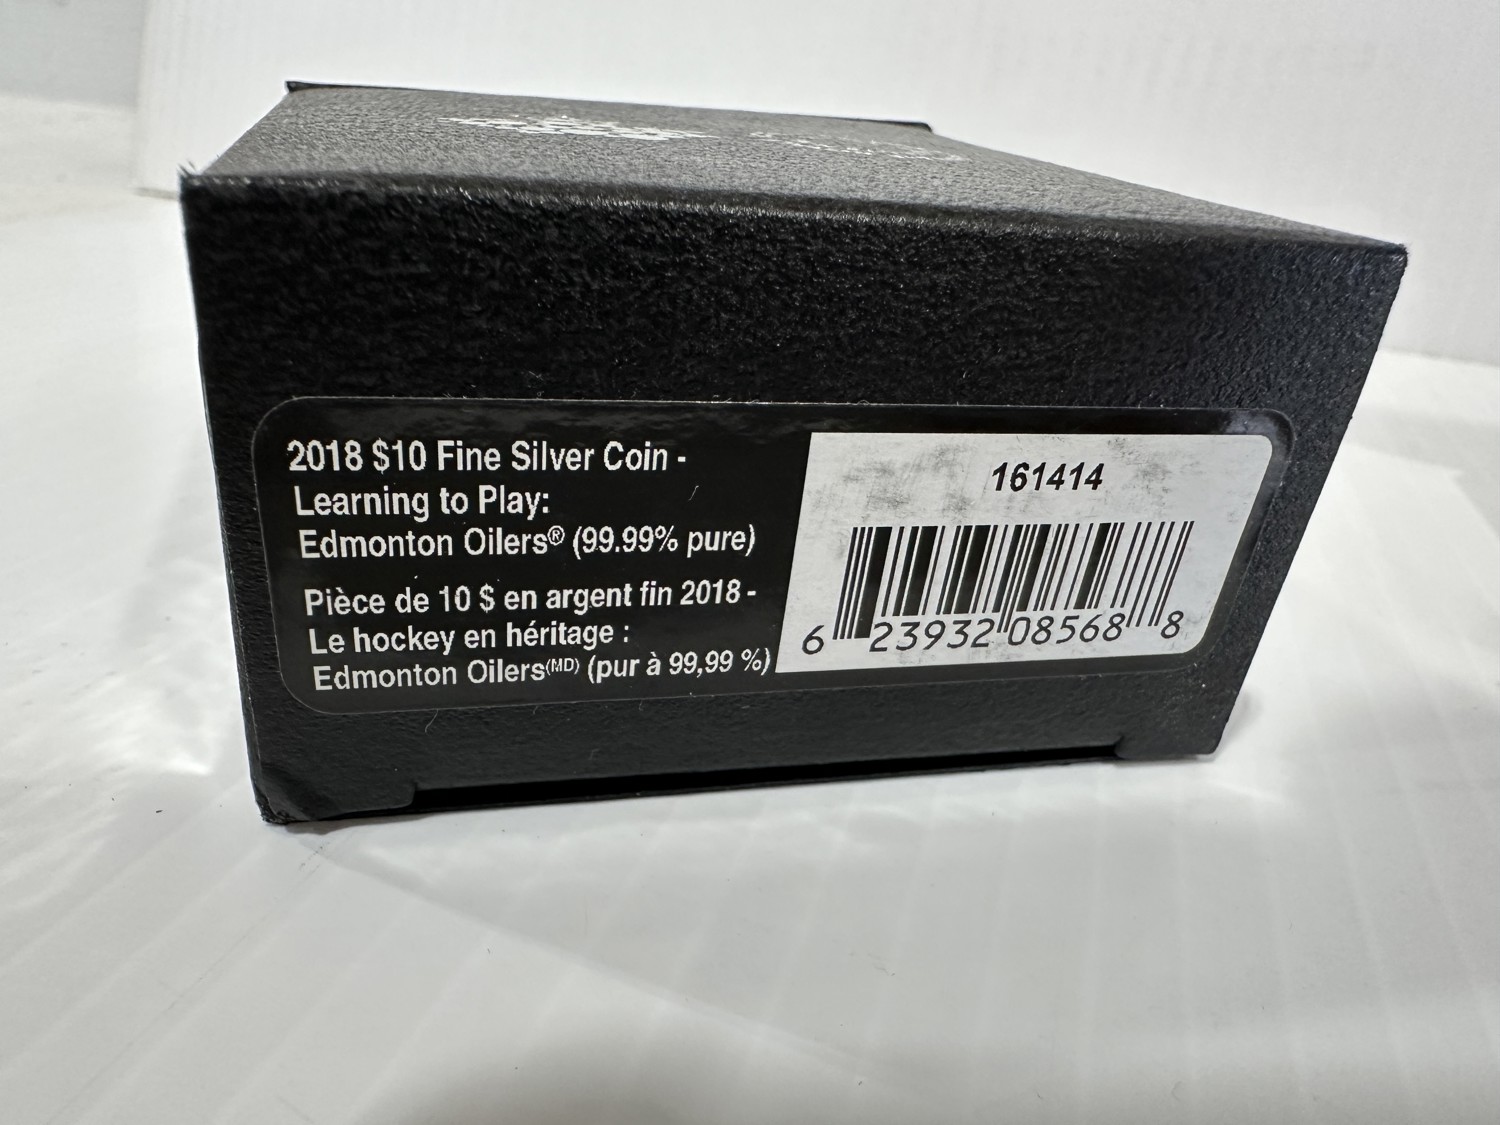 2018 $10 Fine Silver Coin -
Learning to Play:
Edmonton Oilers® (99.99% pure)
Pièce de 10 $ en argent fin 2018 -
Le hockey en héritage :
Edmonton Oilers(MD) (pur à 99,99 %)
161414
6 23932 08568 8